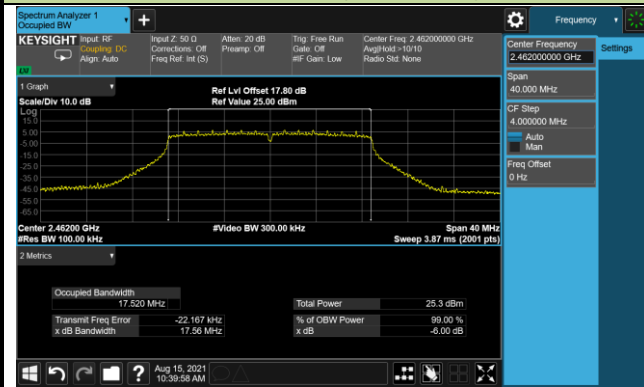 Spectrum Analyzer 1
Occupied BW
+
Frequency
KEYSIGHT
Input: RF
Coupling: DC
Align: Auto
Input Z: 50 Ω
Corrections: Off
Freq Ref: Int (S)
Atten: 20 dB
Preamp: Off
Trig: Free Run
Gate: Off
#IF Gain: Low
Center Freq: 2.462000000 GHz
Avg|Hold:>10/10
Radio Std: None
Center Frequency
2.462000000 GHz
Settings
Span
40.000 MHz
CF Step
4.000000 MHz
Auto
Man
Freq Offset
0 Hz
1 Graph
Scale/Div 10.0 dB
Ref Lvl Offset 17.80 dB
Ref Value 25.00 dBm
Log
15.0
5.00
-5.00
-15.0
-25.0
-35.0
-45.0
-55.0
-65.0
Center 2.46200 GHz
#Res BW 100.00 kHz
#Video BW 300.00 kHz
Span 40 MHz
Sweep 3.87 ms (2001 pts)
2 Metrics
Occupied Bandwidth
17.520 MHz
Total Power 25.3 dBm
Transmit Freq Error -22.167 kHz
% of OBW Power 99.00 %
x dB Bandwidth 17.56 MHz
x dB -6.00 dB
?
Aug 15, 2021
10:39:58 AM